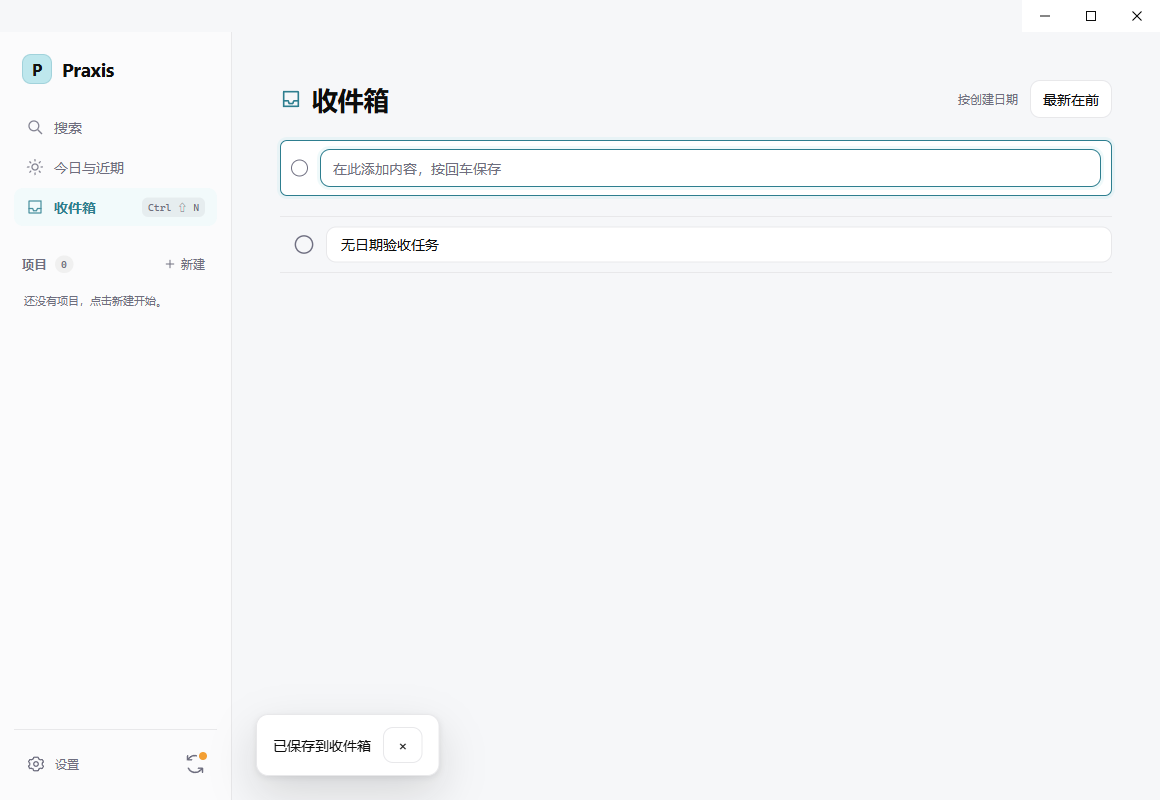 P Praxis
搜索
今日与近期
收件箱 Ctrl ⇧ N
项目 0 + 新建
还没有项目，点击新建开始。
设置
收件箱
按创建日期 最新在前
在此添加内容，按回车保存
无日期验收任务
已保存到收件箱 ×